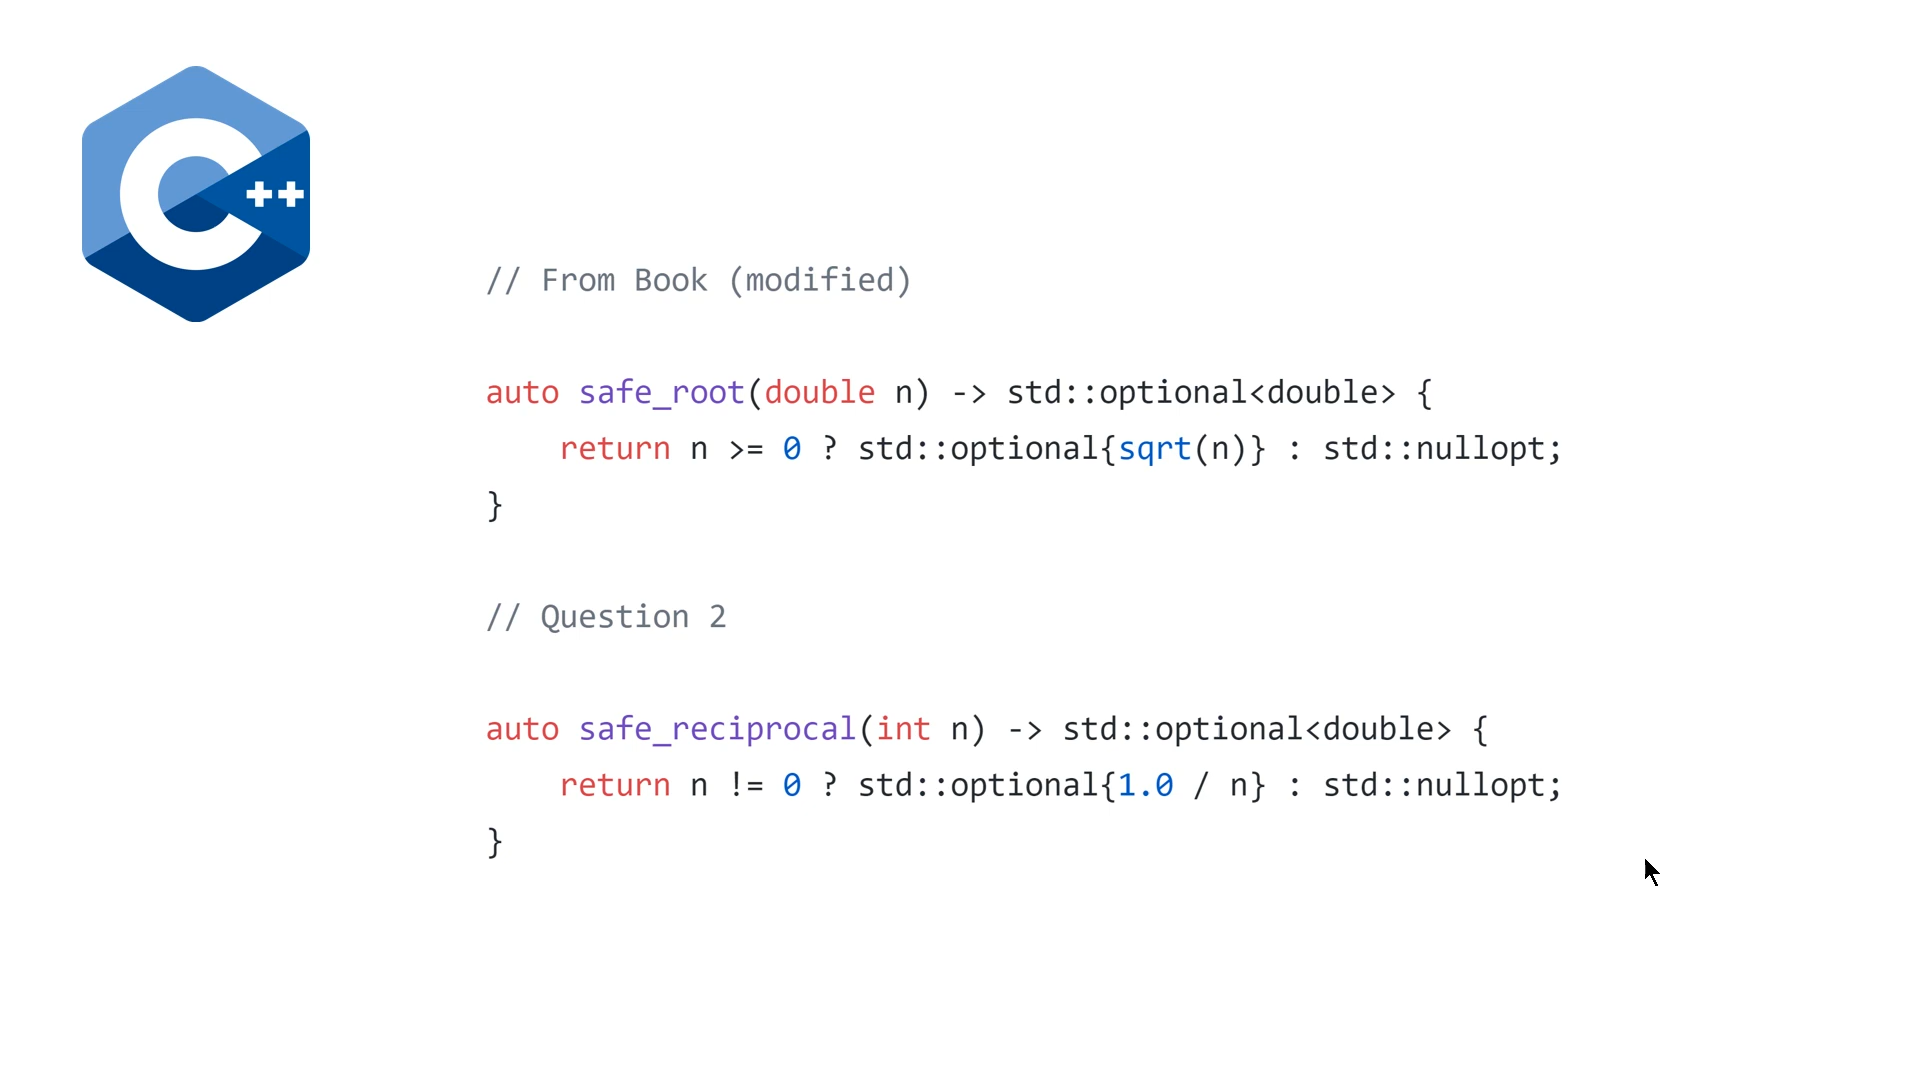 ++
// From Book (modified)
auto safe_root(double n) -> std::optional<double> {
    return n >= 0 ? std::optional{sqrt(n)} : std::nullopt;
}
// Question 2
auto safe_reciprocal(int n) -> std::optional<double> {
    return n != 0 ? std::optional{1.0 / n} : std::nullopt;
}